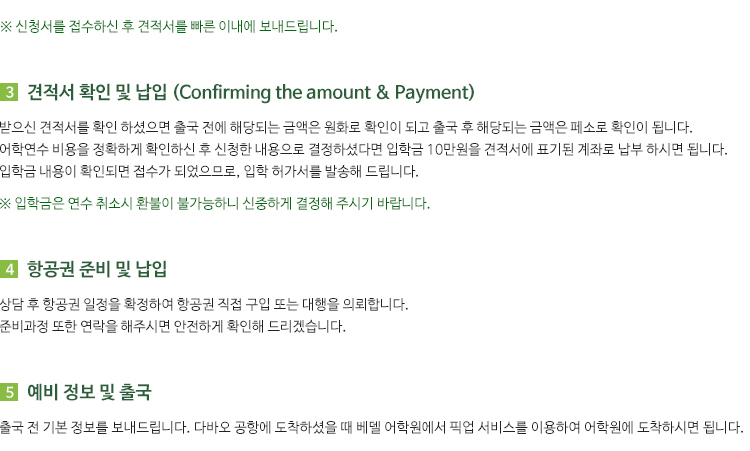 ※ 신청서를 접수하신 후 견적서를 빠른 이내에 보내드립니다.
3 견적서 확인 및 납입 (Confirming the amount & Payment)
받으신 견적서를 확인 하셨으면 출국 전에 해당되는 금액은 원화로 확인이 되고 출국 후 해당되는 금액은 페소로 확인이 됩니다.
어학연수 비용을 정확하게 확인하신 후 신청한 내용으로 결정하셨다면 입학금 10만원을 견적서에 표기된 계좌로 납부 하시면 됩니다.
입학금 내용이 확인되면 접수가 되었으므로, 입학 허가서를 발송해 드립니다.
※ 입학금은 연수 취소시 환불이 불가능하니 신중하게 결정해 주시기 바랍니다.
4 항공권 준비 및 납입
상담 후 항공권 일정을 확정하여 항공권 직접 구입 또는 대행을 의뢰합니다.
준비과정 또한 연락을 해주시면 안전하게 확인해 드리겠습니다.
5 예비 정보 및 출국
출국 전 기본 정보를 보내드립니다. 다바오 공항에 도착하셨을 때 베델 어학원에서 픽업 서비스를 이용하여 어학원에 도착하시면 됩니다.